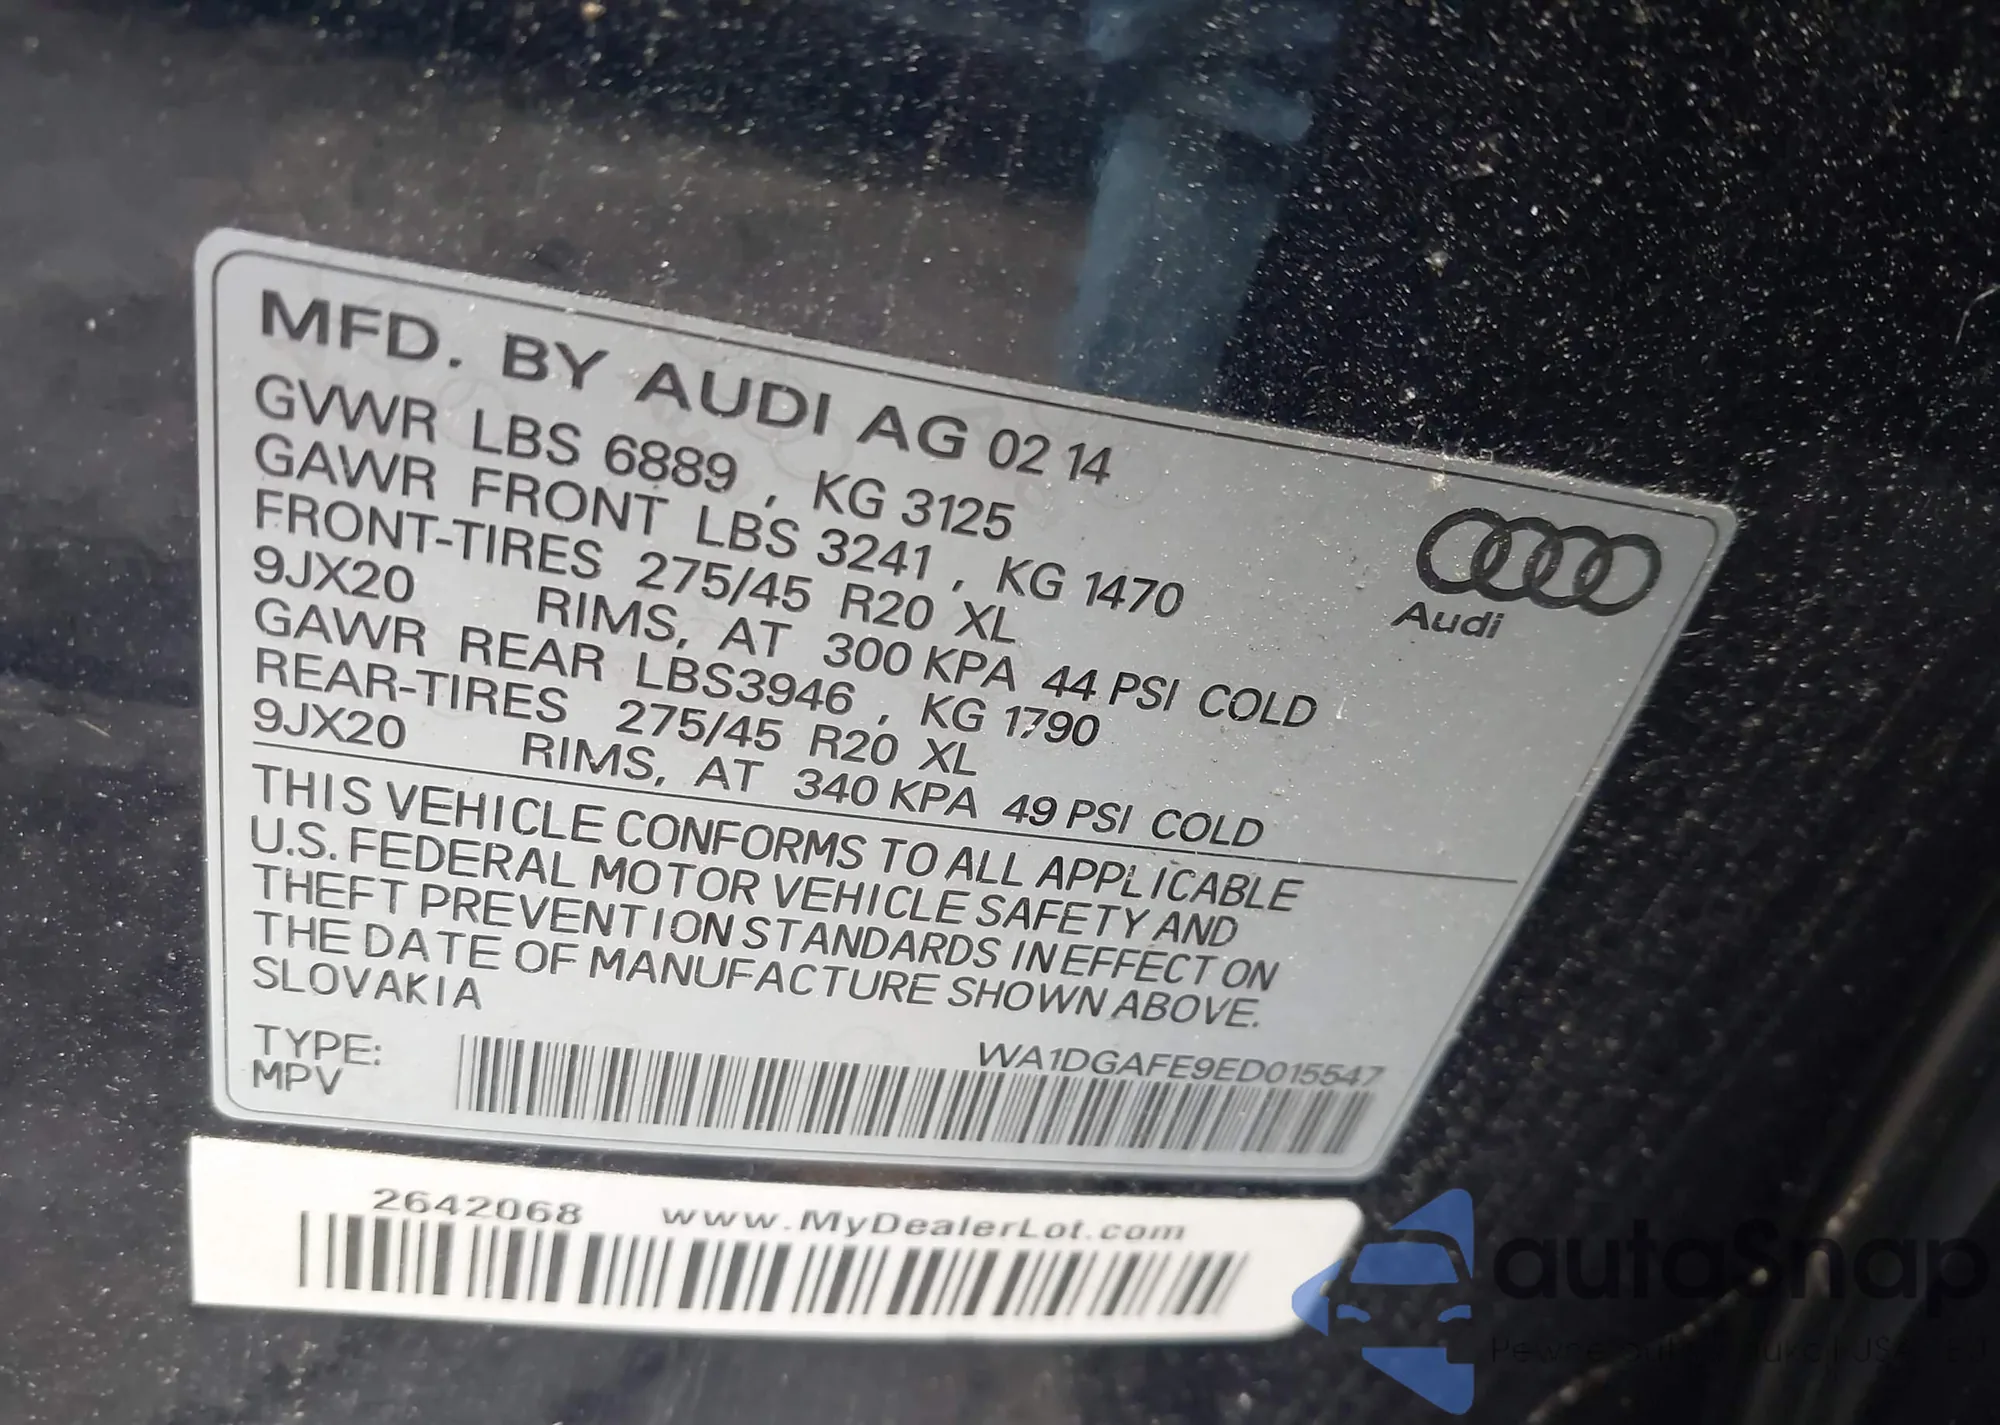 MFD. BY AUDI AG 02 14
GVWR LBS 6889 , KG 3125
GAWR FRONT LBS 3241 , KG 1470
FRONT-TIRES 275/45 R20 XL
9JX20 RIMS, AT 300 KPA 44 PSI COLD
GAWR REAR LBS3946 , KG 1790
REAR-TIRES 275/45 R20 XL
9JX20 RIMS, AT 340 KPA 49 PSI COLD
Audi
THIS VEHICLE CONFORMS TO ALL APPLICABLE
U.S. FEDERAL MOTOR VEHICLE SAFETY AND
THEFT PREVENTION STANDARDS IN EFFECT ON
THE DATE OF MANUFACTURE SHOWN ABOVE.
SLOVAKIA
TYPE: WA1DGAFE9ED015547
MPV
2642068 www.MyDealerLot.com
autaSnap